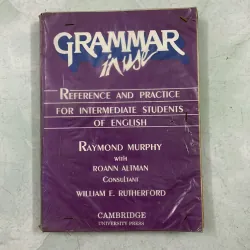 GRAMMAR
in use
REFERENCE AND PRACTICE
FOR INTERMEDIATE STUDENTS
OF ENGLISH
RAYMOND MURPHY
WITH
ROANN ALTMAN
CONSULTANT
WILLIAM E. RUTHERFORD
CAMBRIDGE
UNIVERSITY PRESS